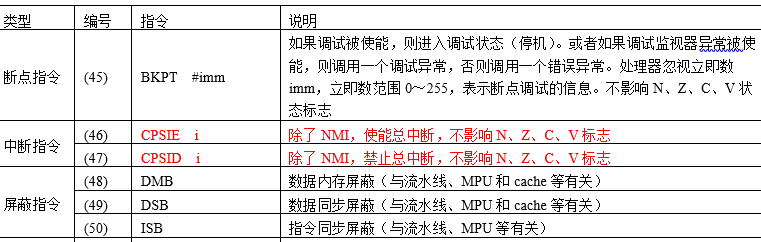 类型 编号 指令 说明
断点指令 (45) BKPT #imm 如果调试被使能，则进入调试状态（停机）。或者如果调试监视器异常被使
能，则调用一个调试异常，否则调用一个错误异常。处理器忽视立即数
imm，立即数范围 0～255，表示断点调试的信息。不影响 N、Z、C、V 状
态标志
中断指令 (46) CPSIE i 除了 NMI，使能总中断，不影响 N、Z、C、V 标志
(47) CPSID i 除了 NMI，禁止总中断，不影响 N、Z、C、V 标志
屏蔽指令 (48) DMB 数据内存屏蔽（与流水线、MPU 和 cache 等有关）
(49) DSB 数据同步屏蔽（与流水线、MPU 和 cache 等有关）
(50) ISB 指令同步屏蔽（与流水线、MPU 等有关）